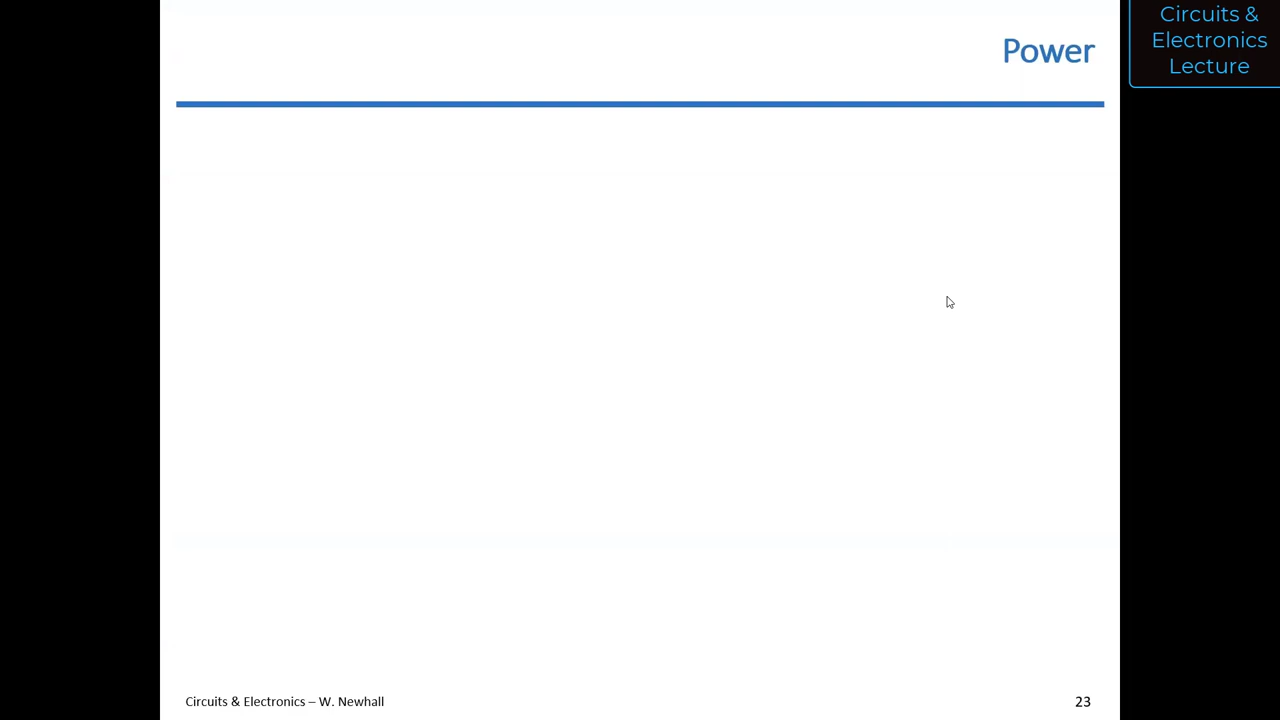 Power
Circuits &
Electronics
Lecture
Circuits & Electronics – W. Newhall
23